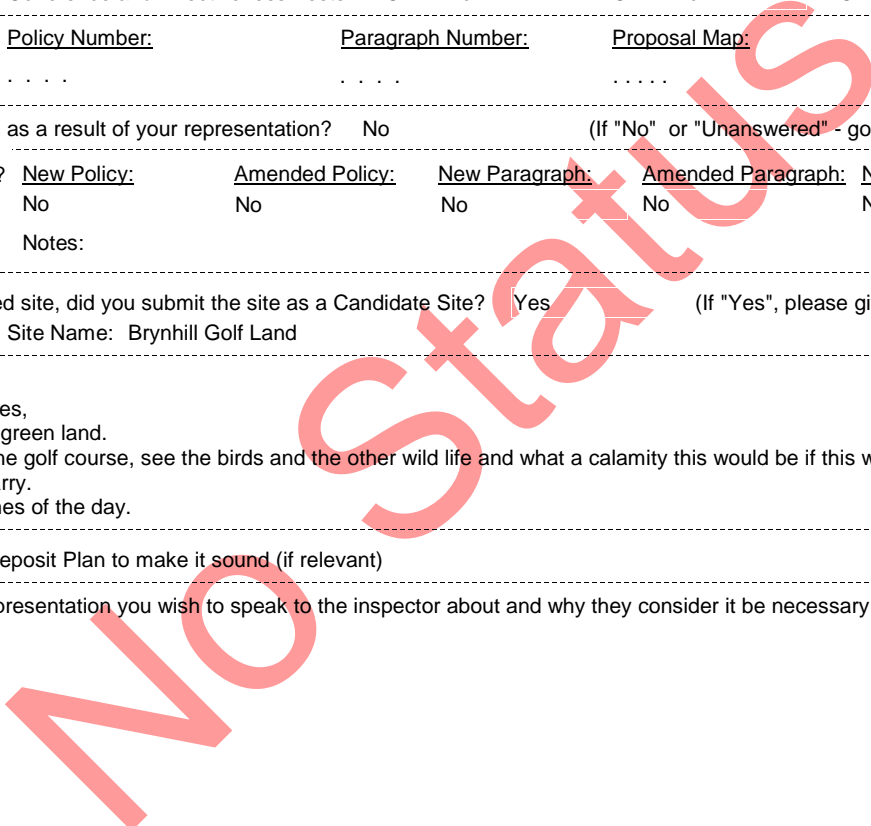 Policy Number: Paragraph Number: Proposal Map:
. . . . . . . . . . . . .
as a result of your representation? No (If "No" or "Unanswered" - go
? New Policy: Amended Policy: New Paragraph: Amended Paragraph:
No No No No
Notes:
ed site, did you submit the site as a Candidate Site? Yes (If "Yes", please gi
Site Name: Brynhill Golf Land
es,
green land.
he golf course, see the birds and the other wild life and what a calamity this would be if this w
arry.
es of the day.
eposit Plan to make it sound (if relevant)
presentation you wish to speak to the inspector about and why they consider it be necessary
No Status